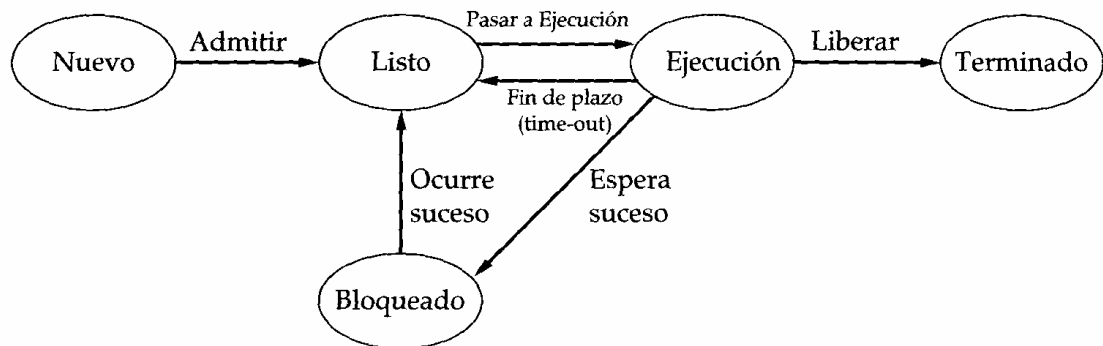 Nuevo
Admitir
Listo
Pasar a Ejecución
Fin de plazo
(time-out)
Ejecución
Liberar
Terminado
Ocurre
suceso
Espera
suceso
Bloqueado